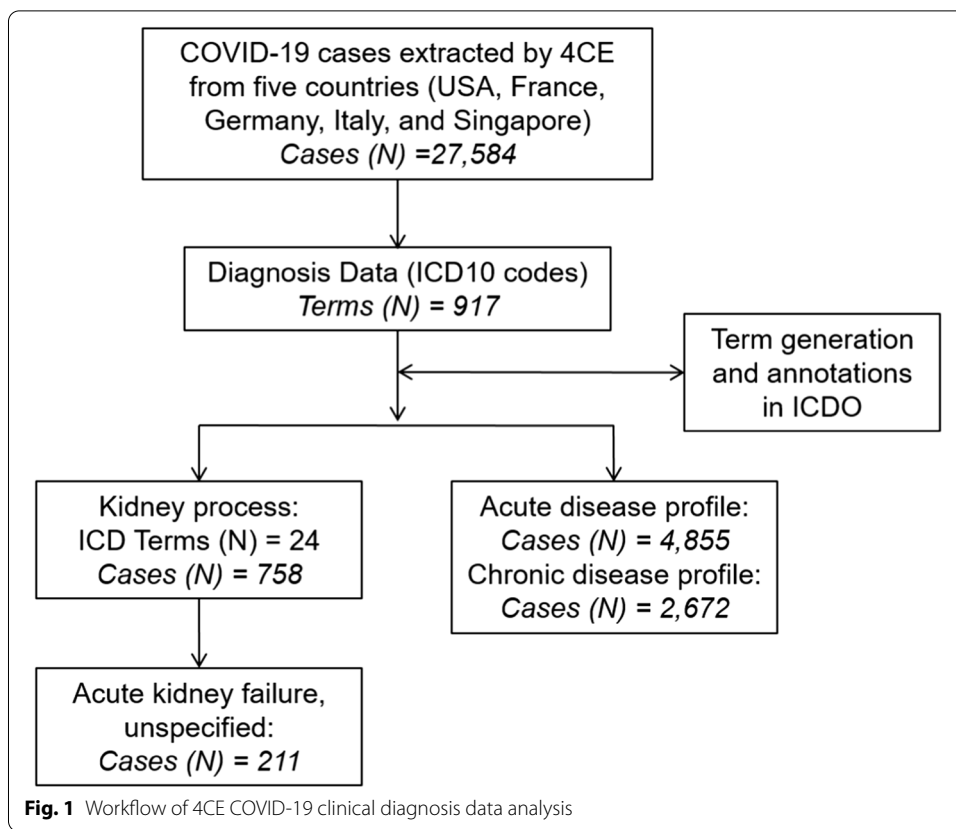 COVID-19 cases extracted by 4CE
from five countries (USA, France,
Germany, Italy, and Singapore)
Cases (N) =27,584
Diagnosis Data (ICD10 codes)
Terms (N) = 917
Term generation
and annotations
in ICDO
Kidney process:
ICD Terms (N) = 24
Cases (N) = 758
Acute disease profile:
Cases (N) = 4,855
Chronic disease profile:
Cases (N) = 2,672
Acute kidney failure,
unspecified:
Cases (N) = 211
Fig. 1 Workflow of 4CE COVID-19 clinical diagnosis data analysis